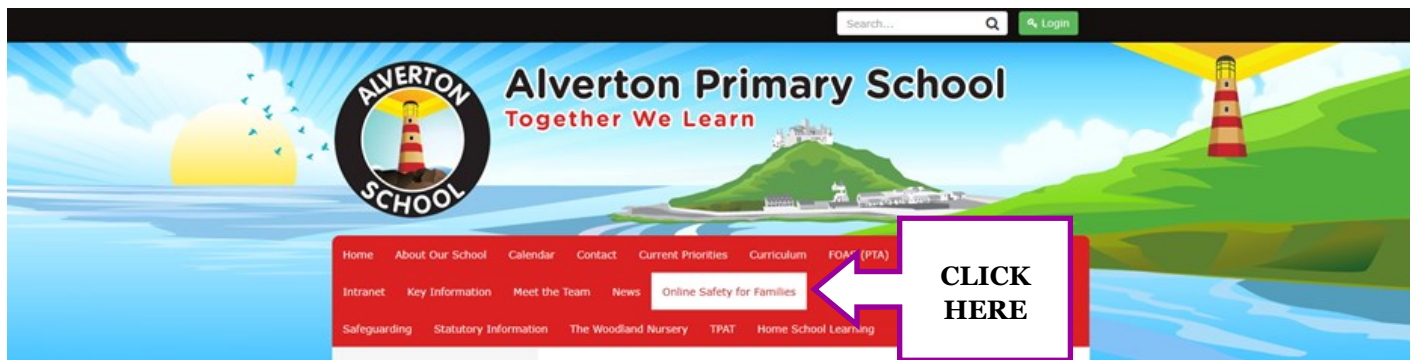 Search...
Login
ALVERTON
SCHOOL
Alverton Primary School
Together We Learn
Home About Our School Calendar Contact Current Priorities Curriculum FOAS (PTA)
Intranet Key Information Meet the Team News Online Safety for Families
Safeguarding Statutory Information The Woodland Nursery TPAT Home School Learning
CLICK
HERE